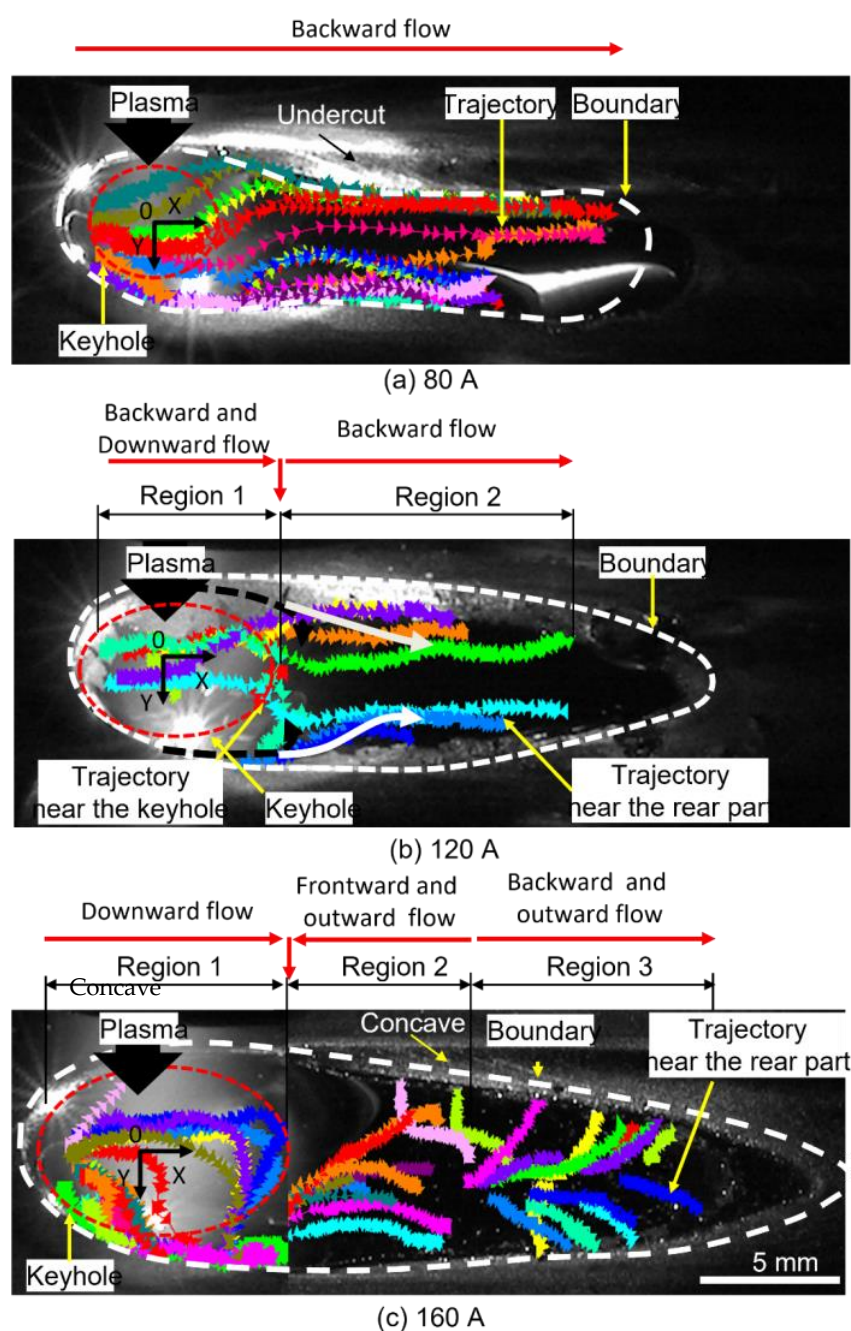 Backward flow
Plasma
Undercut
Trajectory
Boundary
0
X
Y
Keyhole
(a) 80 A
Backward and
Downward flow
Backward flow
Region 1
Region 2
Plasma
Boundary
0
X
Y
Trajectory
near the keyhole
Keyhole
Trajectory
near the rear part
(b) 120 A
Downward flow
Frontward and
outward flow
Backward and
outward flow
Region 1
Region 2
Region 3
Concave
Plasma
Concave
Boundary
Trajectory
near the rear part
0
X
Y
Keyhole
5 mm
(c) 160 A